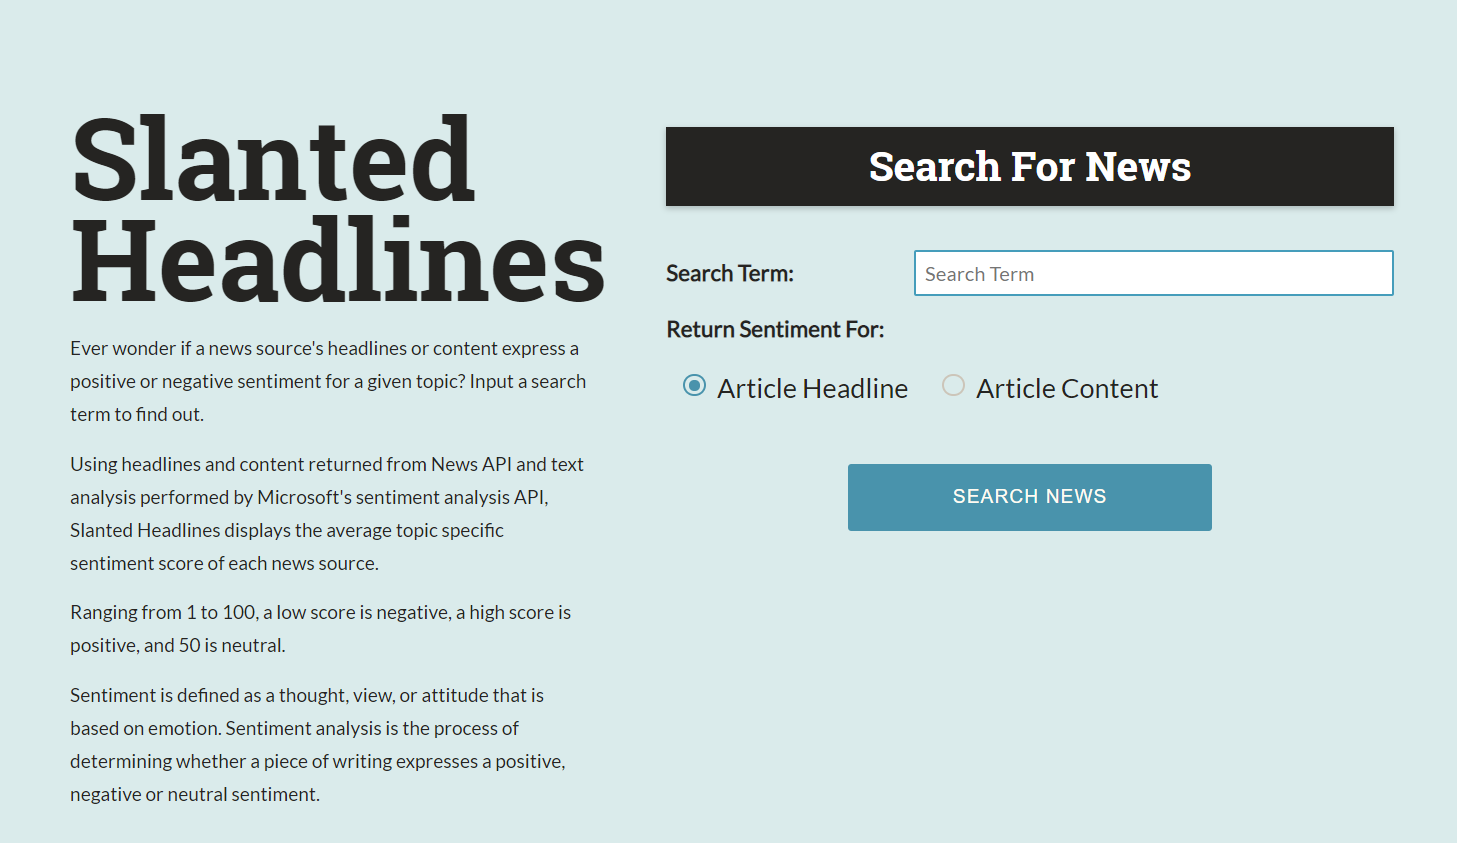 Slanted
Headlines
Ever wonder if a news source's headlines or content express a
positive or negative sentiment for a given topic? Input a search
term to find out.
Using headlines and content returned from News API and text
analysis performed by Microsoft's sentiment analysis API,
Slanted Headlines displays the average topic specific
sentiment score of each news source.
Ranging from 1 to 100, a low score is negative, a high score is
positive, and 50 is neutral.
Sentiment is defined as a thought, view, or attitude that is
based on emotion. Sentiment analysis is the process of
determining whether a piece of writing expresses a positive,
negative or neutral sentiment.
Search For News
Search Term:
Search Term
Return Sentiment For:
Article Headline
Article Content
SEARCH NEWS